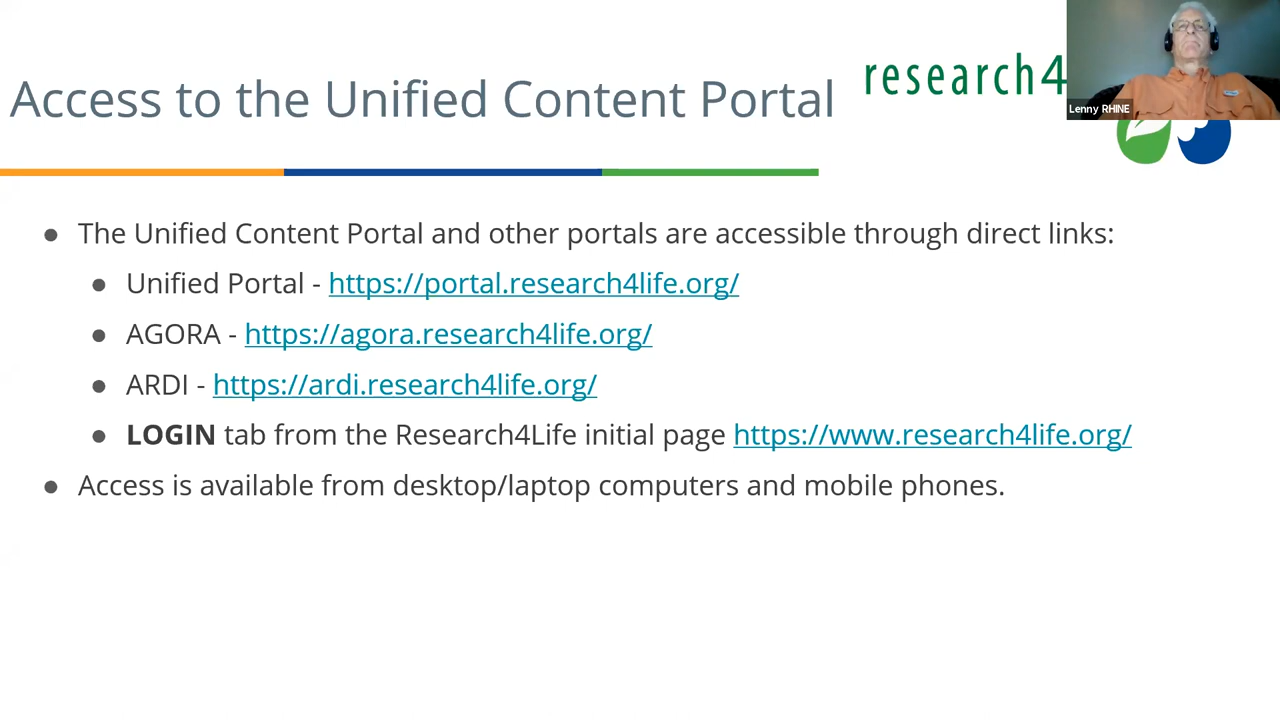 research4
Lenny RHINE
Access to the Unified Content Portal
● The Unified Content Portal and other portals are accessible through direct links:
● Unified Portal - https://portal.research4life.org/
● AGORA - https://agora.research4life.org/
● ARDI - https://ardi.research4life.org/
● LOGIN tab from the Research4Life initial page https://www.research4life.org/
● Access is available from desktop/laptop computers and mobile phones.